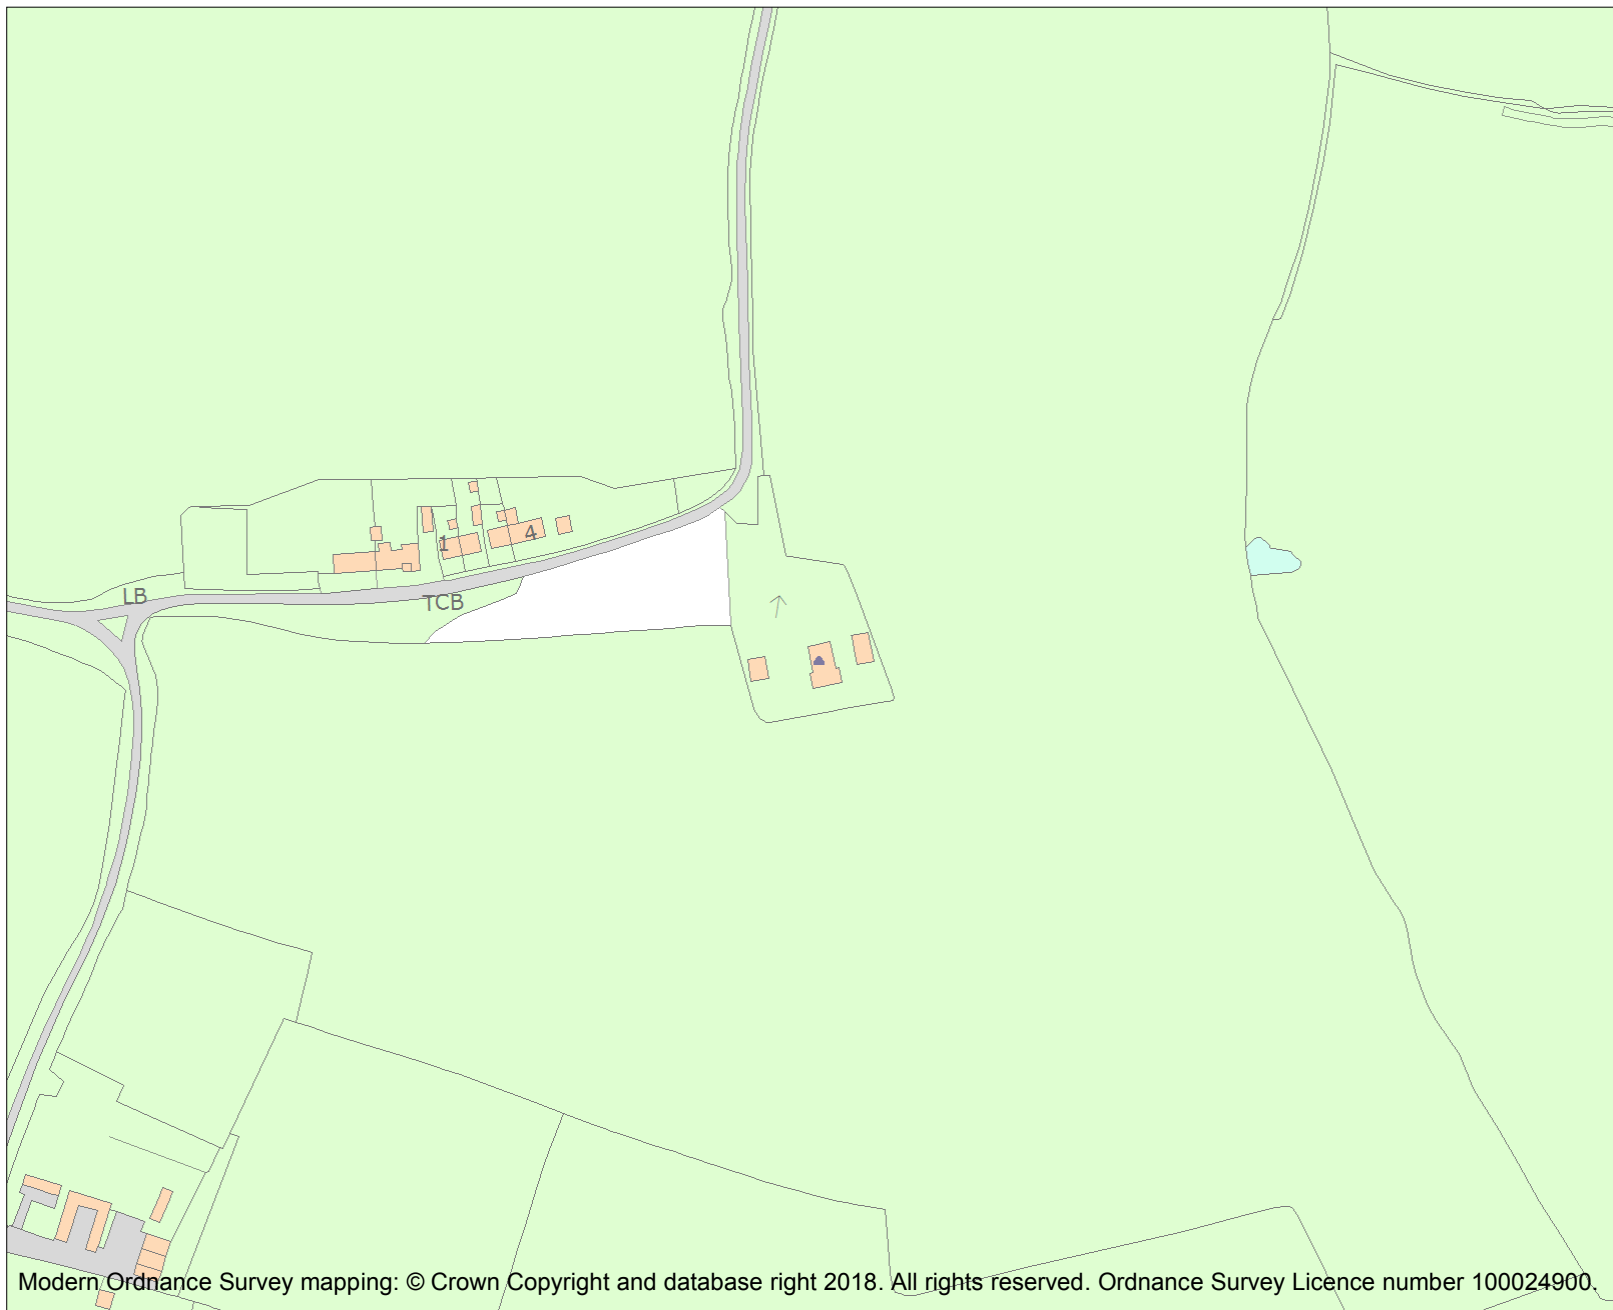 1
4
LB
TCB
Modern Ordnance Survey mapping: © Crown Copyright and database right 2018. All rights reserved. Ordnance Survey Licence number 100024900.